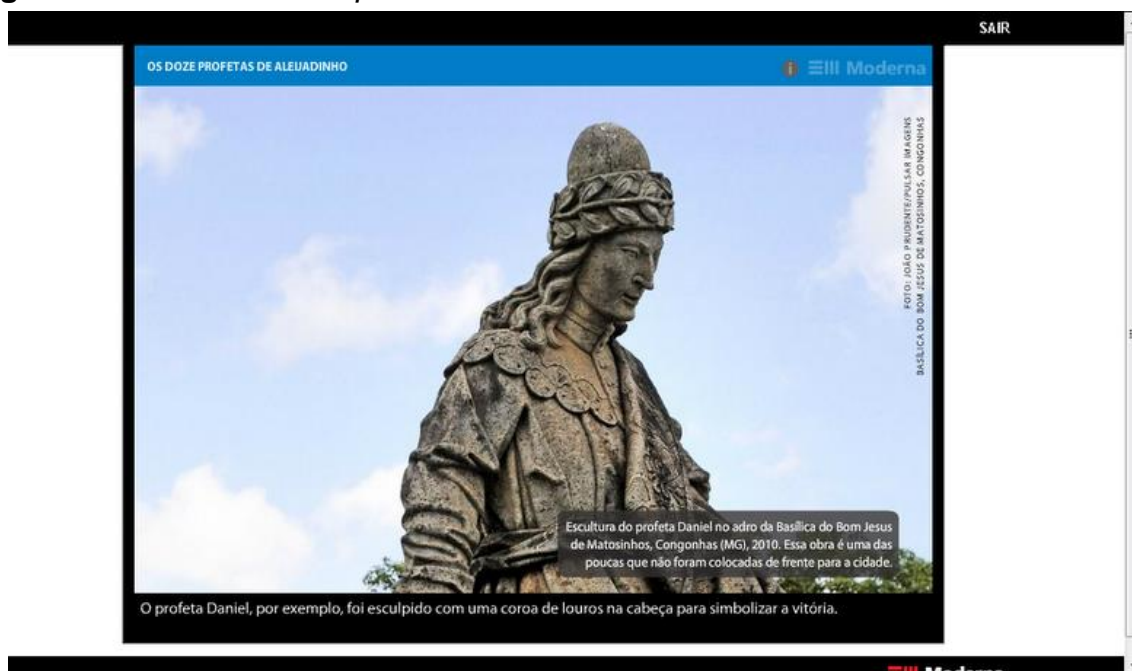 SAIR
OS DOZE PROFETAS DE ALEIJADINHO
Moderna
FOTO: JOÃO PRUDENTE/PULSAR IMAGENS
BASÍLICA DO BOM JESUS DE MATOSINHOS, CONGONHAS
Escultura do profeta Daniel no adro da Basílica do Bom Jesus
de Matosinhos, Congonhas (MG), 2010. Essa obra é uma das
poucas que não foram colocadas de frente para a cidade.
O profeta Daniel, por exemplo, foi esculpido com uma coroa de louros na cabeça para simbolizar a vitória.
Moderna